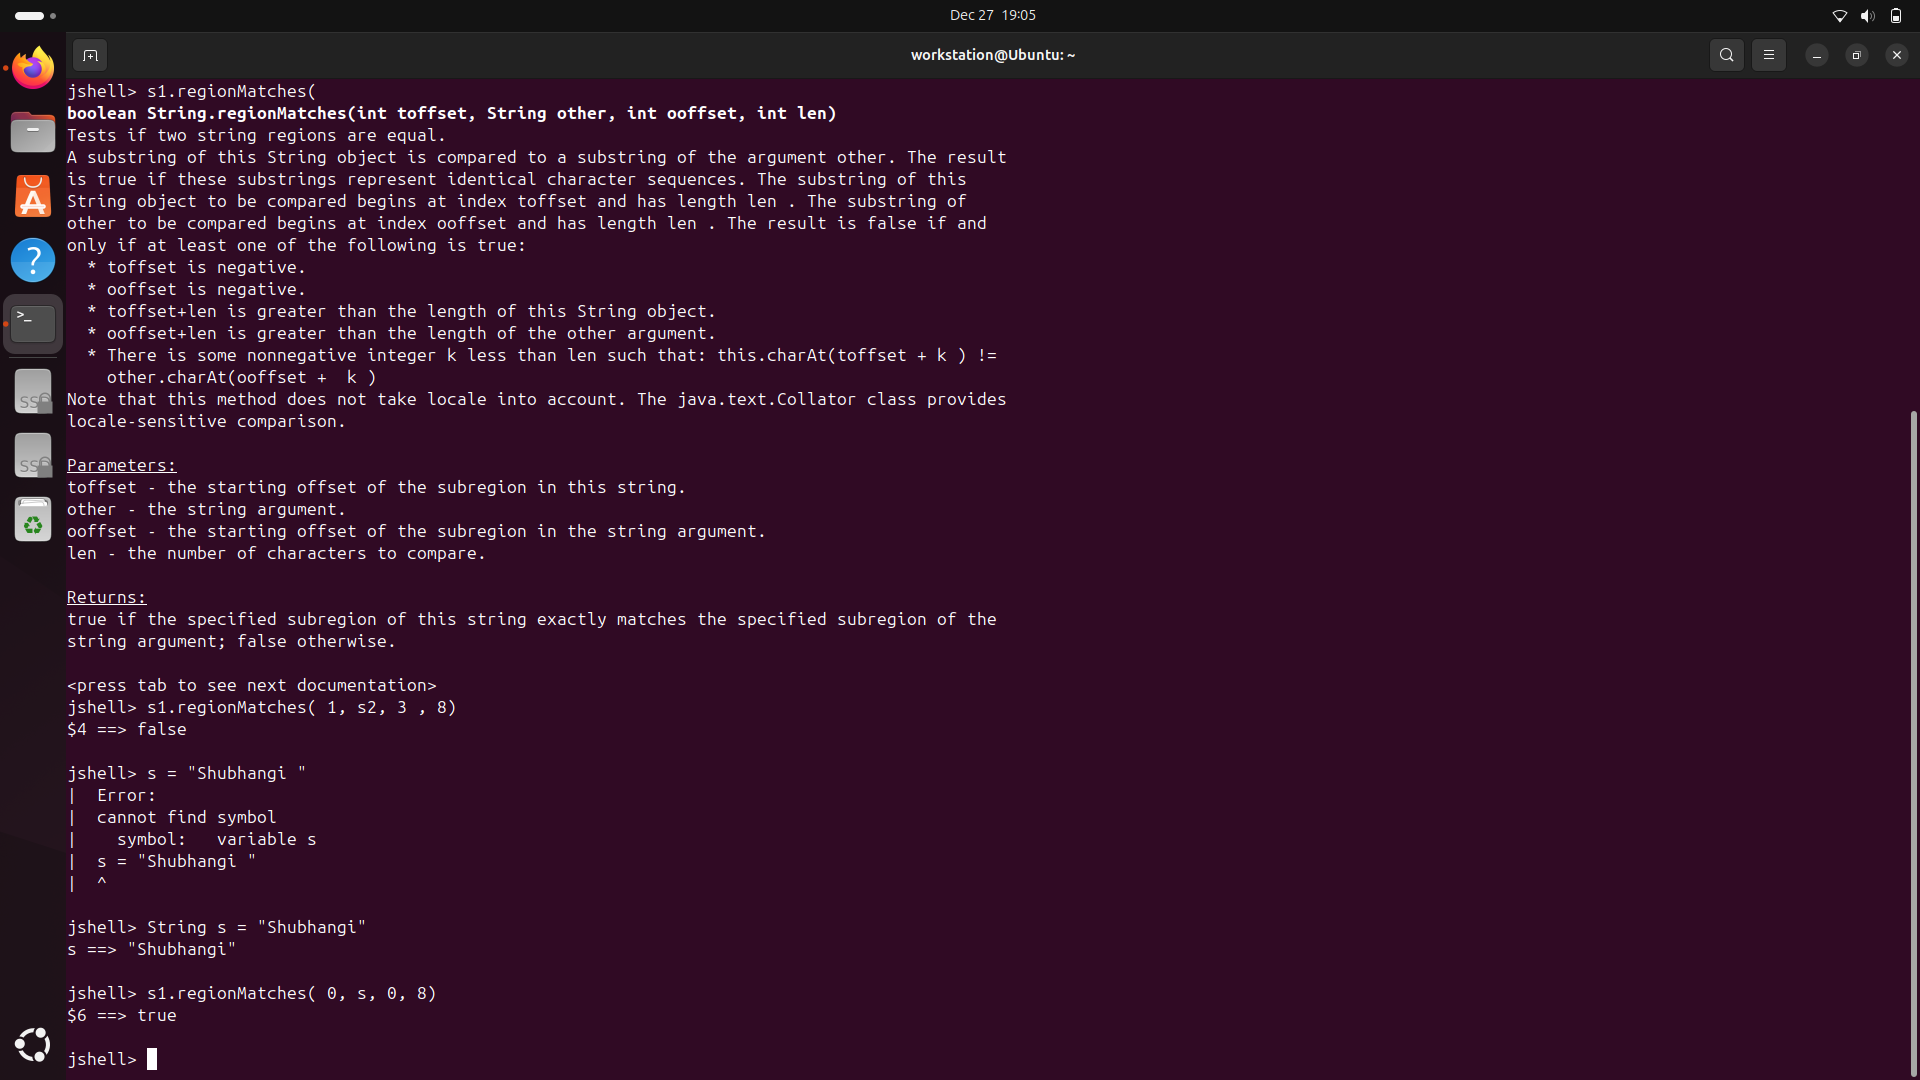 Dec 27 19:05
workstation@Ubuntu: ~
jshell> s1.regionMatches(
boolean String.regionMatches(int toffset, String other, int ooffset, int len)
Tests if two string regions are equal.
A substring of this String object is compared to a substring of the argument other. The result
is true if these substrings represent identical character sequences. The substring of this
String object to be compared begins at index toffset and has length len . The substring of
other to be compared begins at index ooffset and has length len . The result is false if and
only if at least one of the following is true:
  * toffset is negative.
  * ooffset is negative.
  * toffset+len is greater than the length of this String object.
  * ooffset+len is greater than the length of the other argument.
  * There is some nonnegative integer k less than len such that: this.charAt(toffset + k ) !=
    other.charAt(ooffset +  k )
Note that this method does not take locale into account. The java.text.Collator class provides
locale-sensitive comparison.
Parameters:
toffset - the starting offset of the subregion in this string.
other - the string argument.
ooffset - the starting offset of the subregion in the string argument.
len - the number of characters to compare.
Returns:
true if the specified subregion of this string exactly matches the specified subregion of the
string argument; false otherwise.
<press tab to see next documentation>
jshell> s1.regionMatches( 1, s2, 3 , 8)
$4 ==> false
jshell> s = "Shubhangi "
|  Error:
|  cannot find symbol
|    symbol:   variable s
|  s = "Shubhangi "
|  ^
jshell> String s = "Shubhangi"
s ==> "Shubhangi"
jshell> s1.regionMatches( 0, s, 0, 8)
$6 ==> true
jshell>